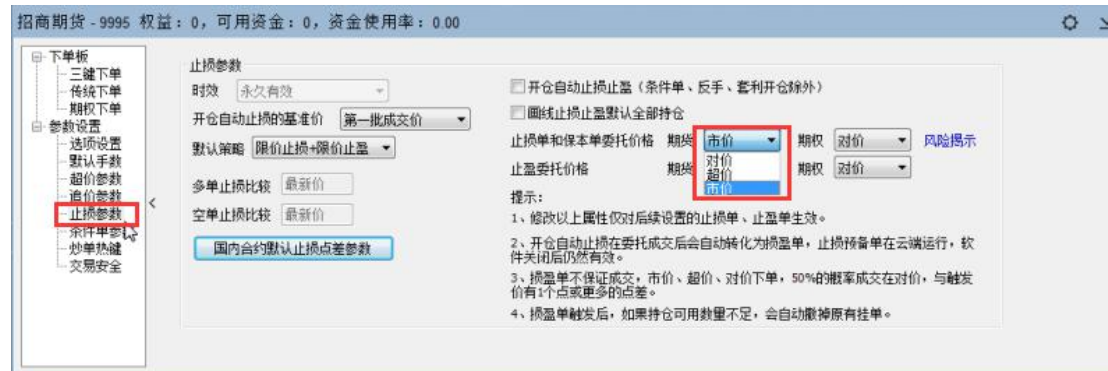 招商期货 - 9995 权益: 0, 可用资金: 0, 资金使用率: 0.00
下单板
三键下单
传统下单
期权下单
参数设置
选项设置
默认手数
超价参数
追价参数
止损参数
条件单参
炒单热键
交易安全
止损参数
时效 永久有效
开仓自动止损的基准价 第一批成交价
默认策略 限价止损+限价止盈
多单止损比较 最新价
空单止损比较 最新价
国内合约默认止损点差参数
开仓自动止损止盈（条件单、反手、套利开仓除外）
画线止损止盈默认全部持仓
止损单和保本单委托价格 期货 市价 期权 对价 风险揭示
对价
超价
市价
止盈委托价格 期货 期权 对价
提示:
1、修改以上属性仅对后续设置的止损单、止盈单生效。
2、开仓自动止损在委托成交后会自动转化为损盈单，止损预备单在云端运行，软
件关闭后仍然有效。
3、损盈单不保证成交，市价、超价、对价下单，50%的概率成交在对价，与触发
价有1个点或更多的点差。
4、损盈单触发后，如果持仓可用数量不足，会自动撤掉原有挂单。